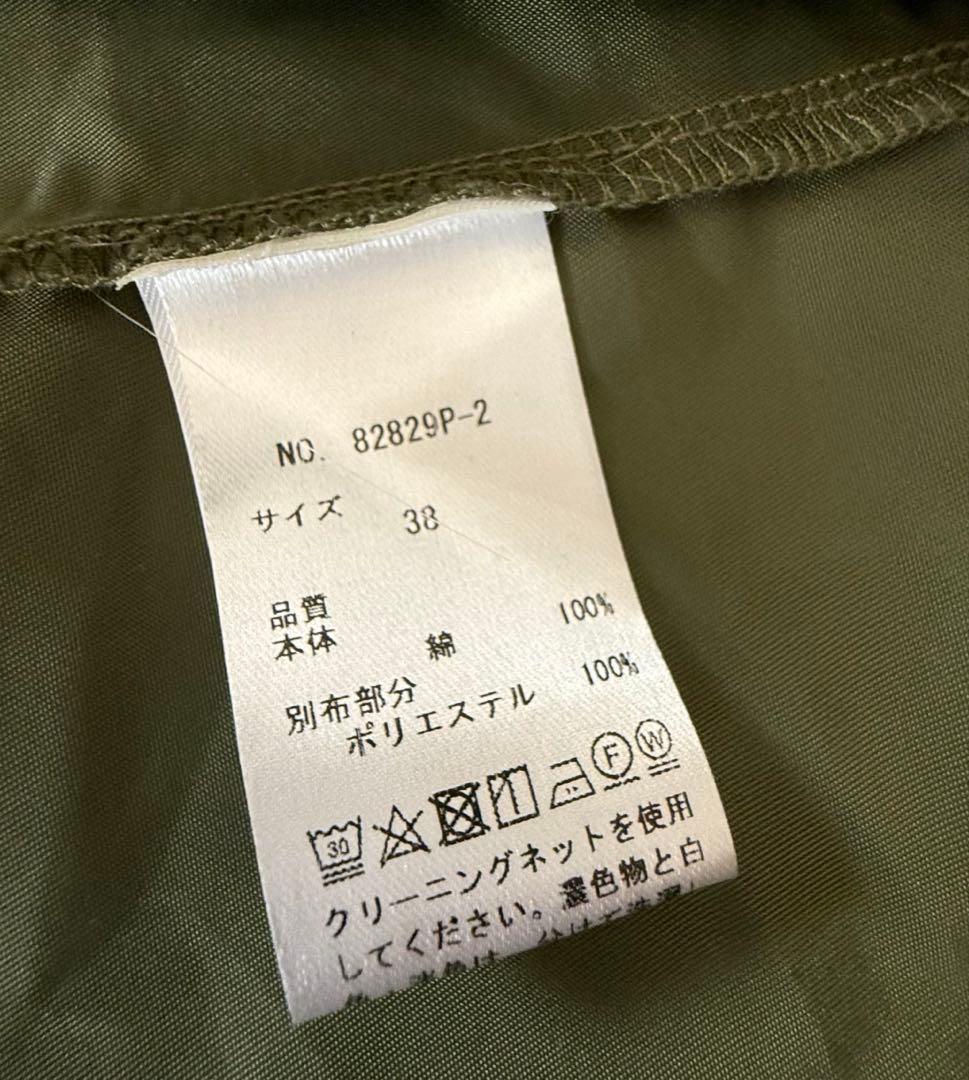 NO. 82829P-2
サイズ 38
品質
本体 綿 100%
別布部分
ポリエステル 100%
30 F W
クリーニングネットを使用
してください。濃色物と白